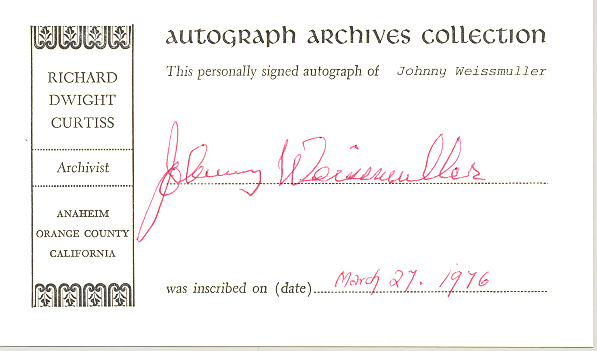 AUTOGRAPH ARCHIVES COLLECTION
This personally signed autograph of Johnny Weissmuller
Johnny Weissmuller
was inscribed on (date) March 27. 1976
RICHARD
DWIGHT
CURTISS
Archivist
ANAHEIM
ORANGE COUNTY
CALIFORNIA